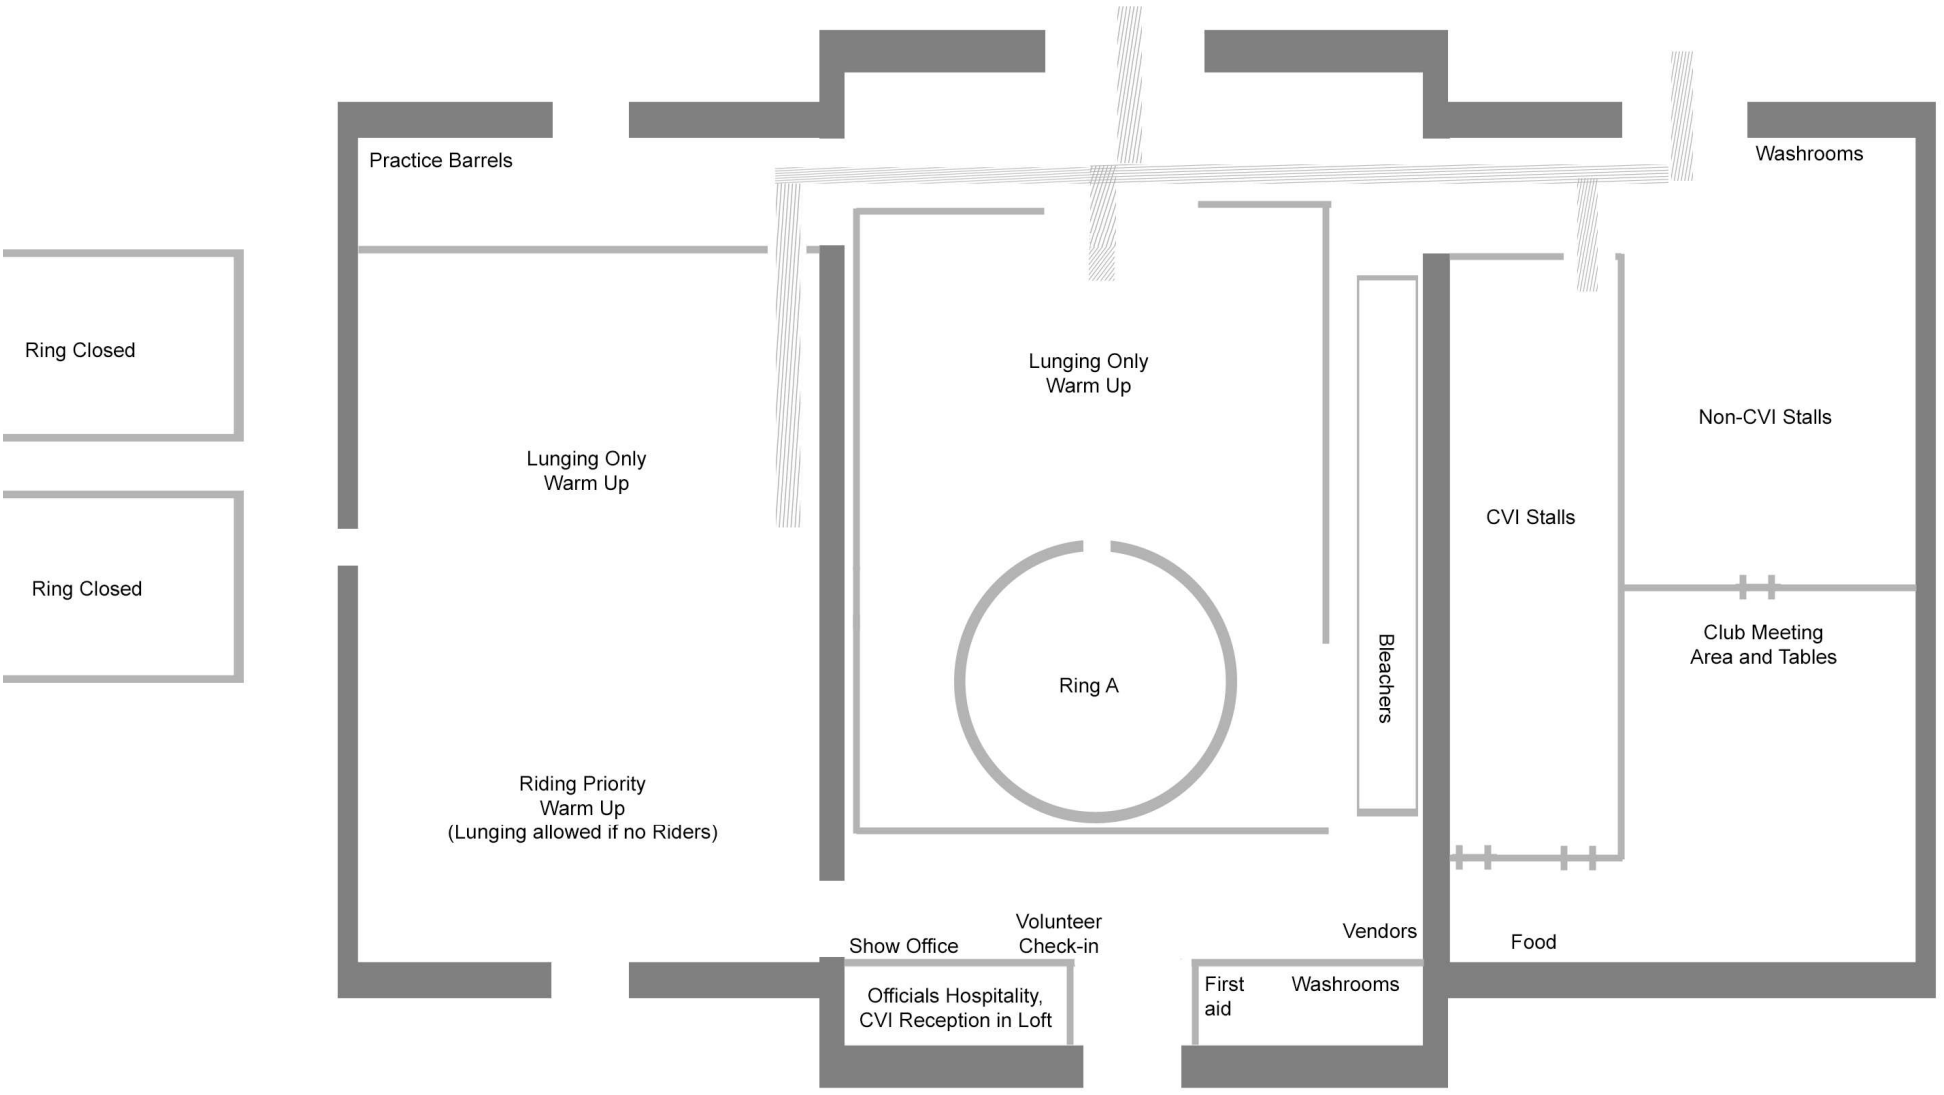 Practice Barrels
Washrooms
Ring Closed
Lunging Only
Warm Up
Lunging Only
Warm Up
Non-CVI Stalls
CVI Stalls
Ring Closed
Club Meeting
Area and Tables
Ring A
Bleachers
Riding Priority
Warm Up
(Lunging allowed if no Riders)
Show Office
Volunteer
Check-in
Vendors
Food
Officials Hospitality,
CVI Reception in Loft
First
aid
Washrooms